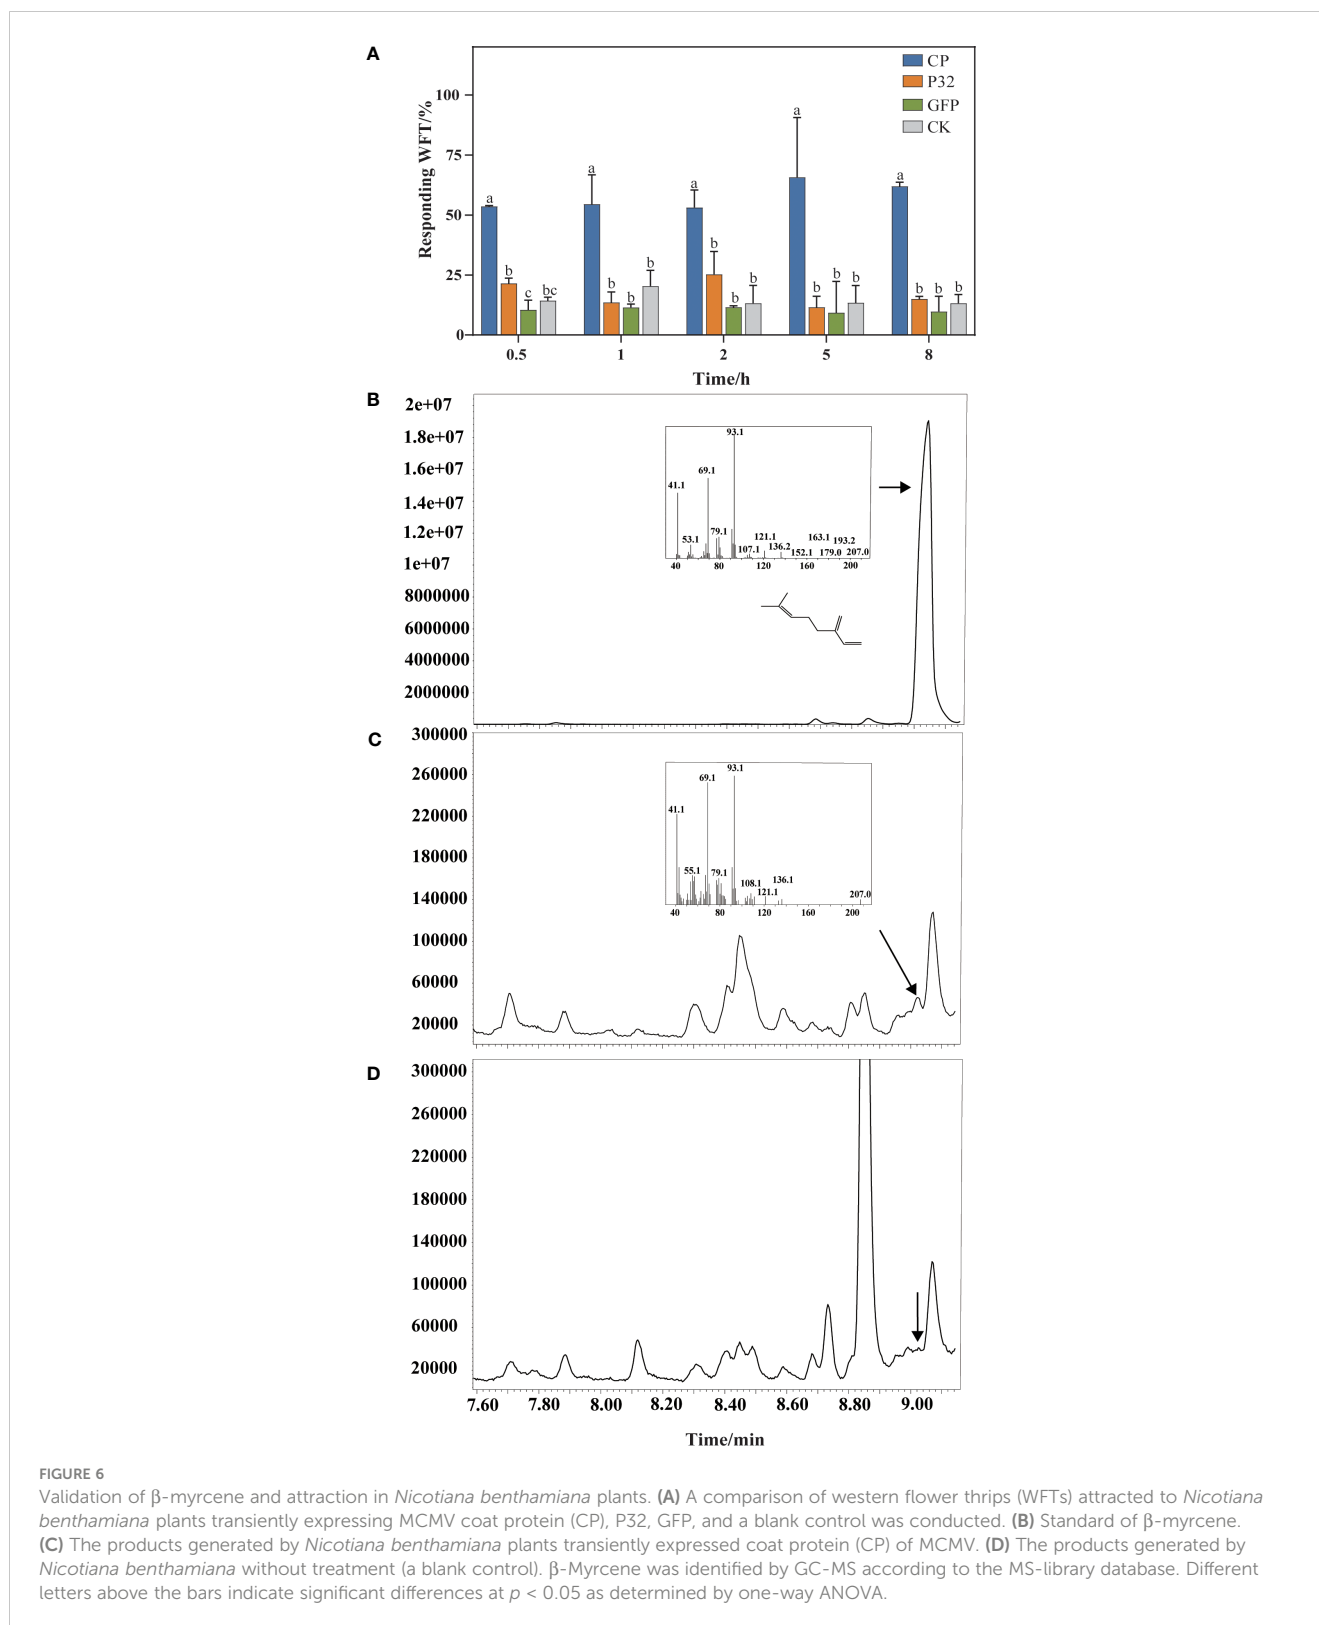 A
Responding WFT/%
100
75
50
25
0
CP
P32
GFP
CK
a
b
c
bc
a
b
b
b
a
b
b
b
a
b
b
b
a
b
b
b
0.5 1 2 5 8
Time/h
B
2e+07
1.8e+07
1.6e+07
1.4e+07
1.2e+07
1e+07
8000000
6000000
4000000
2000000
93.1
69.1
41.1
53.1
79.1
107.1
121.1
136.2
152.1
163.1
179.0
193.2
207.0
40 80 120 160 200
C
300000
260000
220000
180000
140000
100000
60000
20000
93.1
69.1
41.1
55.1
79.1
108.1
121.1
136.1
207.0
40 80 120 160 200
D
300000
260000
220000
180000
140000
100000
60000
20000
7.60 7.80 8.00 8.20 8.40 8.60 8.80 9.00
Time/min
FIGURE 6
Validation of β-myrcene and attraction in Nicotiana benthamiana plants. (A) A comparison of western flower thrips (WFTs) attracted to Nicotiana
benthamiana plants transiently expressing MCMV coat protein (CP), P32, GFP, and a blank control was conducted. (B) Standard of β-myrcene.
(C) The products generated by Nicotiana benthamiana plants transiently expressed coat protein (CP) of MCMV. (D) The products generated by
Nicotiana benthamiana without treatment (a blank control). β-Myrcene was identified by GC-MS according to the MS-library database. Different
letters above the bars indicate significant differences at p < 0.05 as determined by one-way ANOVA.